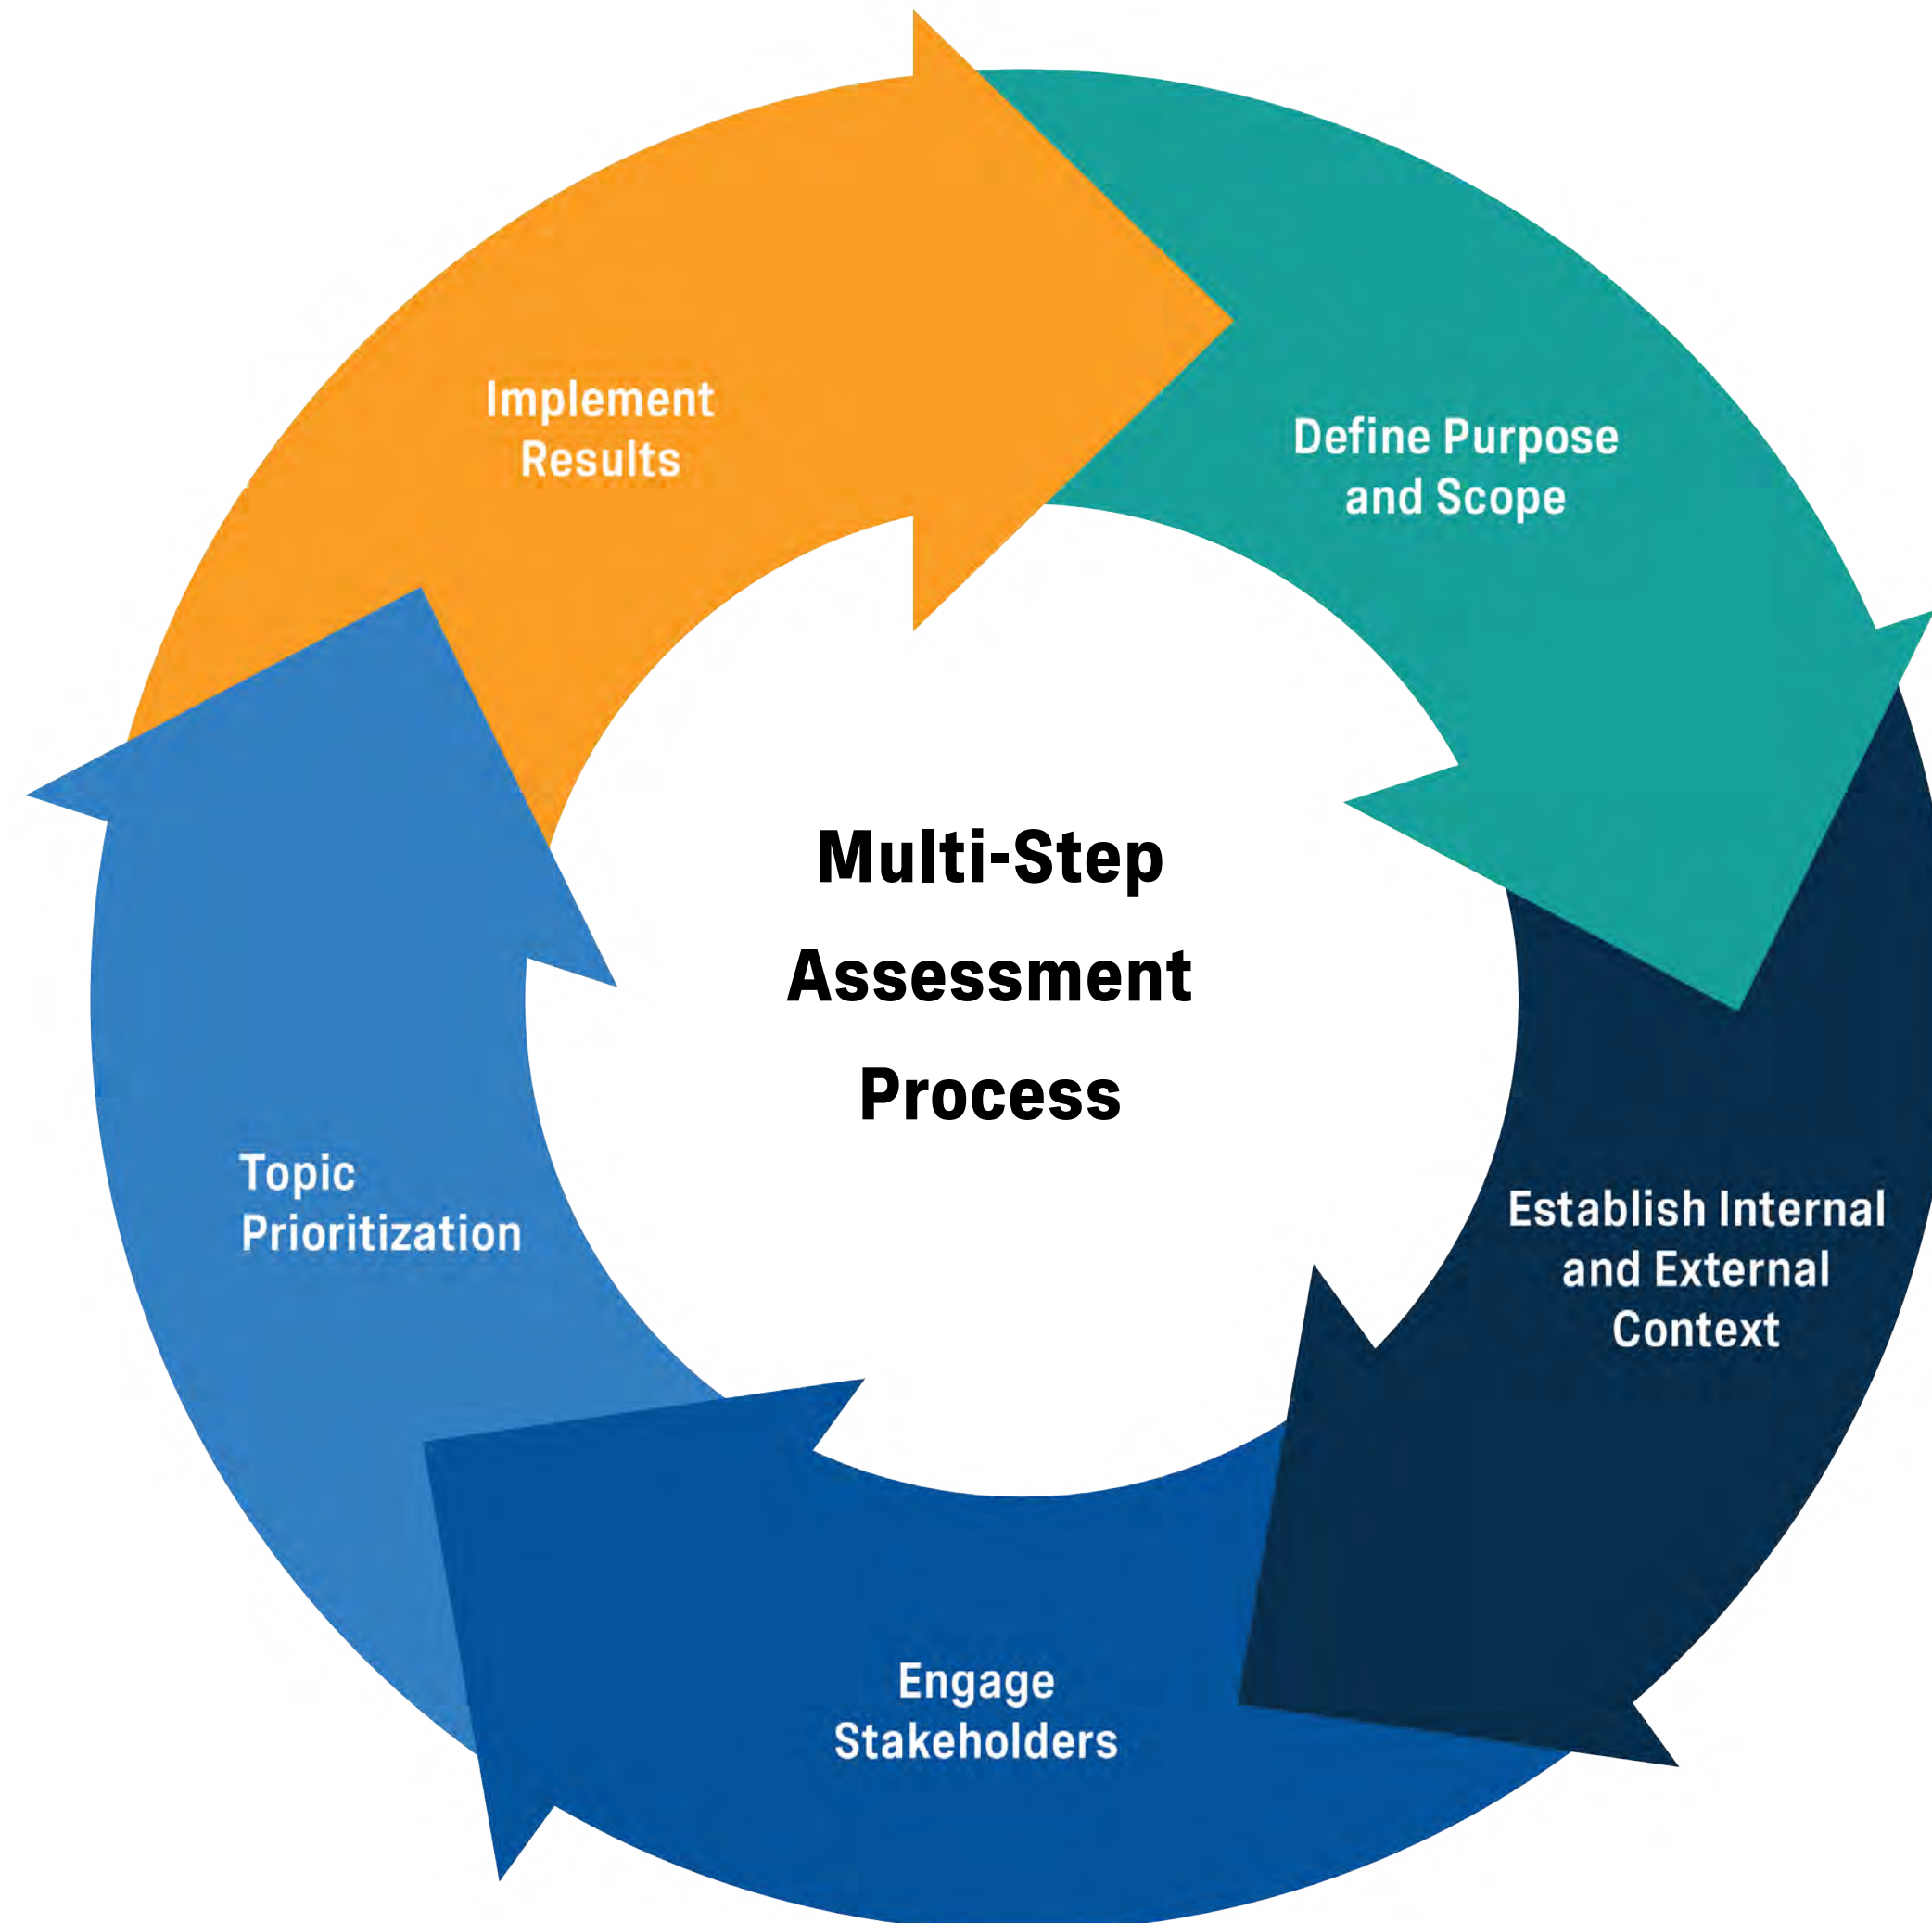 Implement
Results
Define Purpose
and Scope
Multi-Step
Assessment
Process
Topic
Prioritization
Establish Internal
and External
Context
Engage
Stakeholders